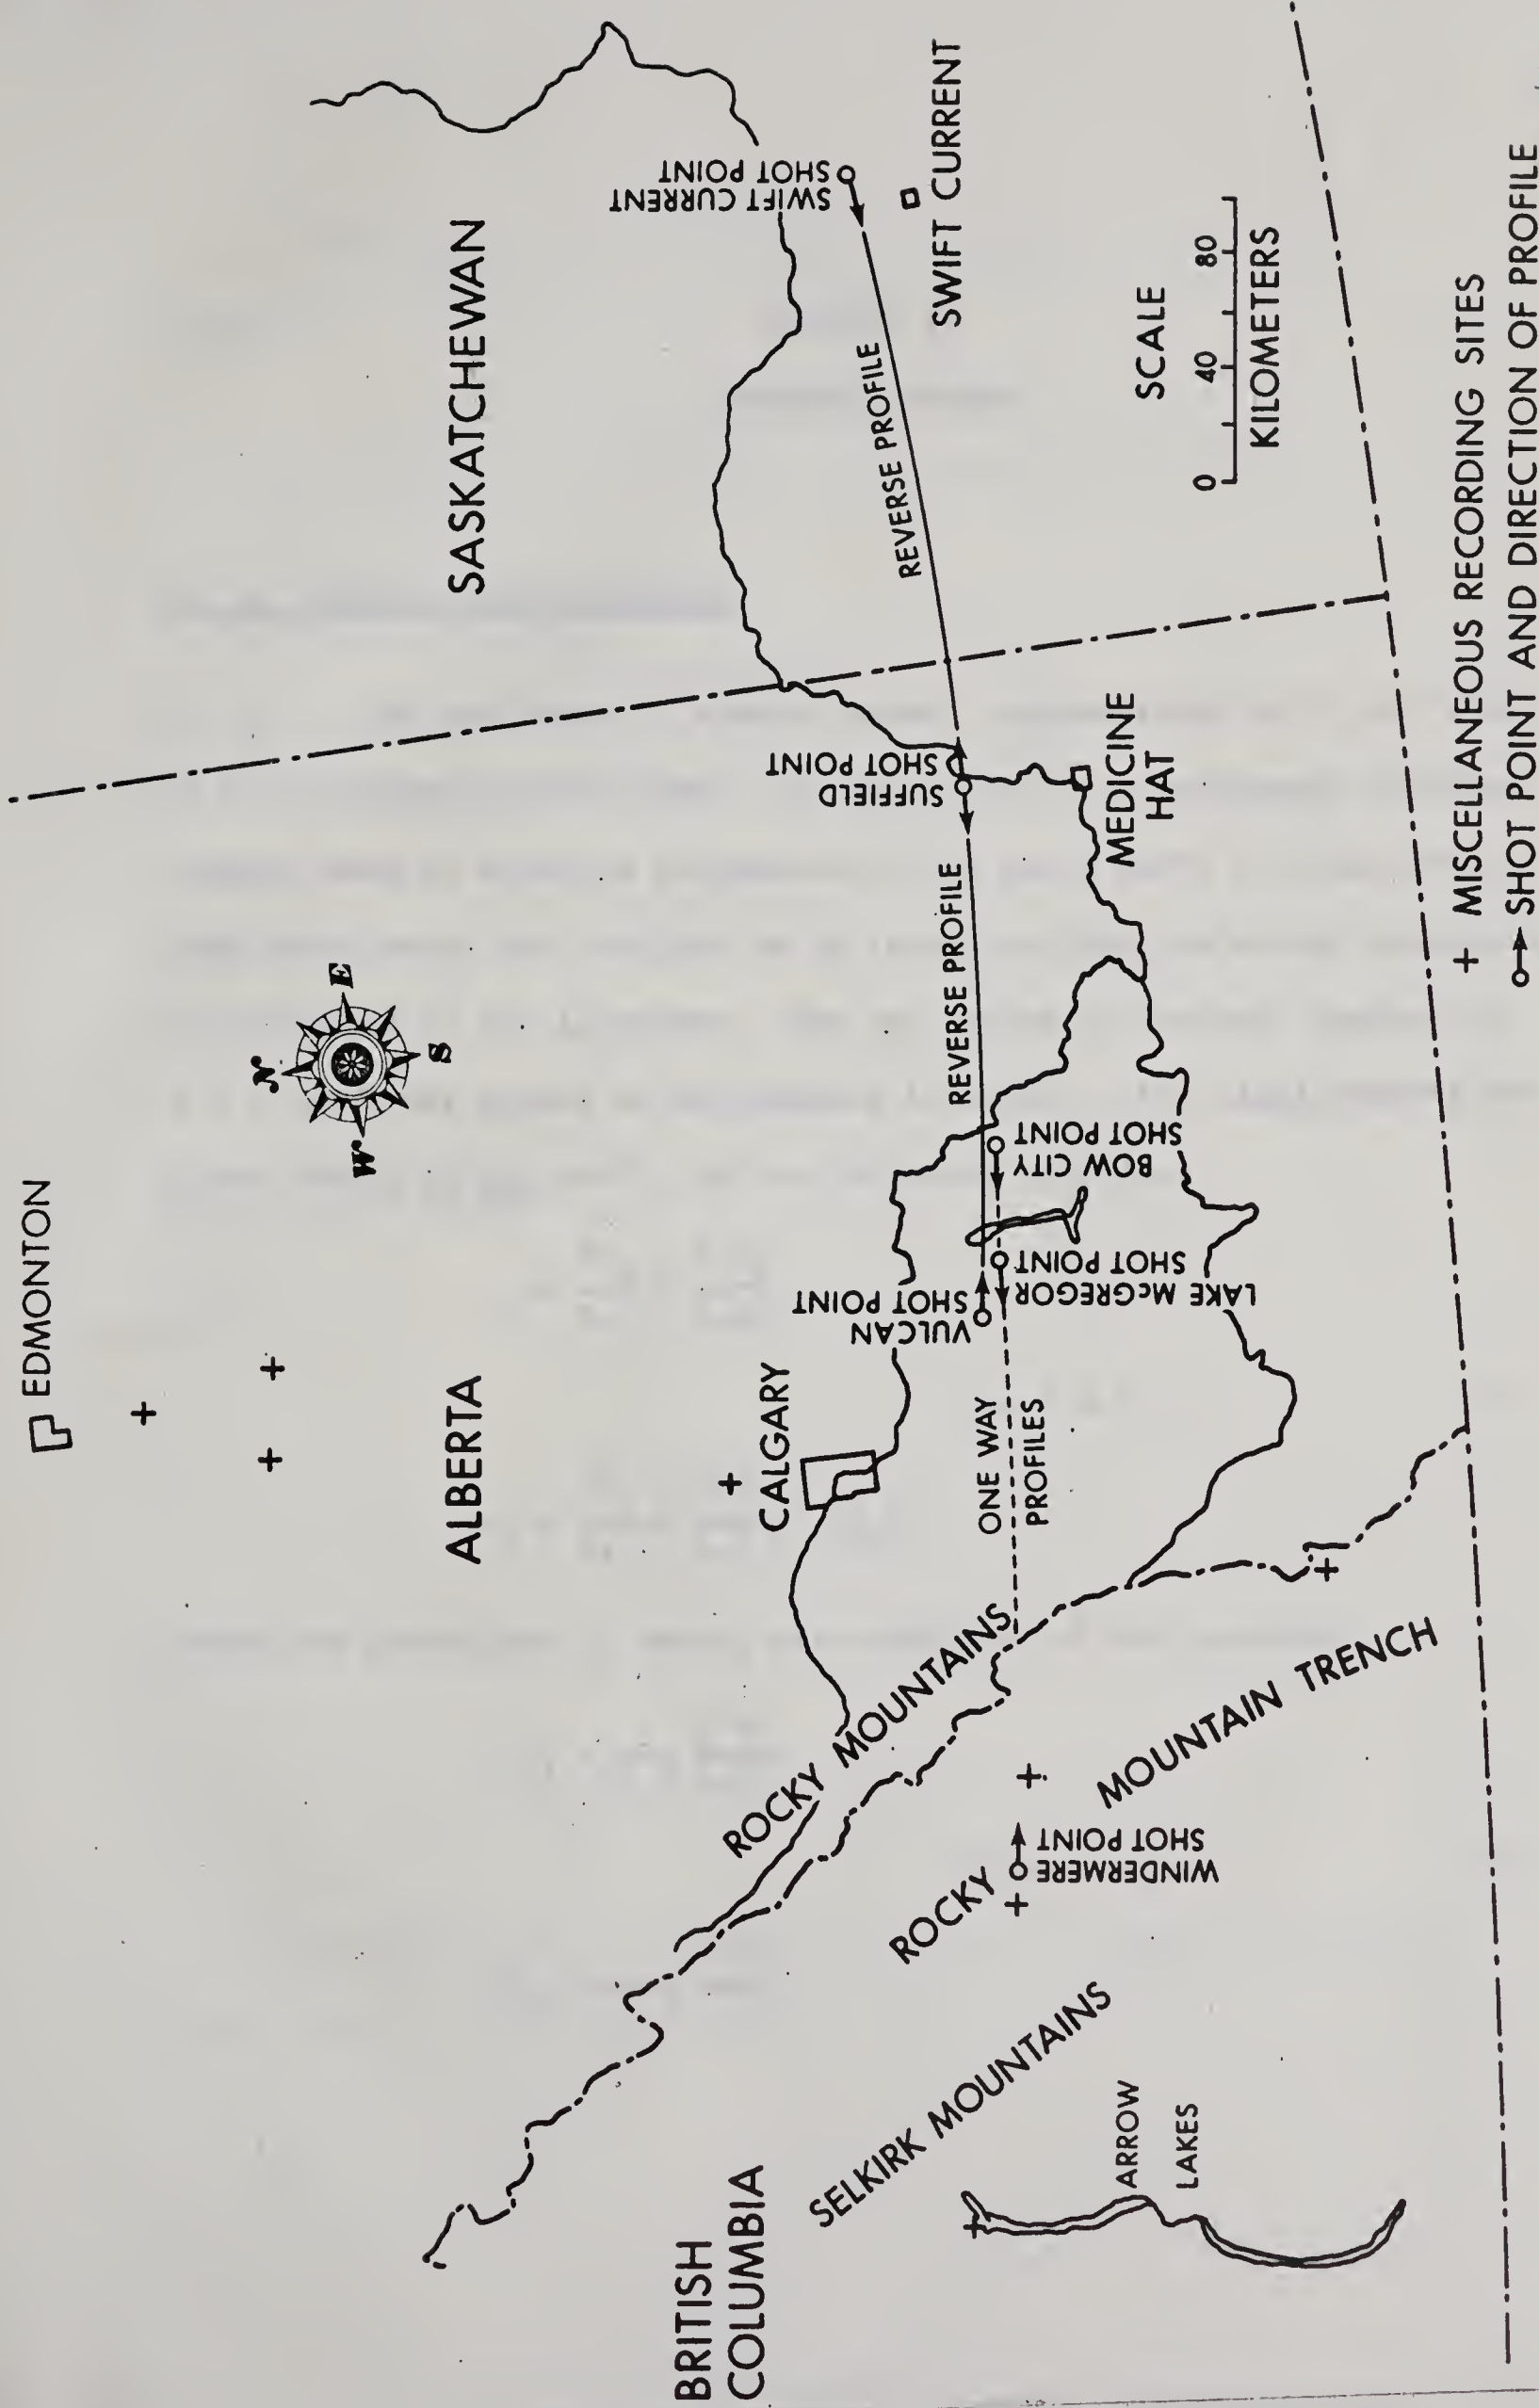 EDMONTON
N
W
E
S
ALBERTA
SASKATCHEWAN
CALGARY
SWIFT CURRENT
SHOT POINT
SWIFT CURRENT
VULCAN
SHOT POINT
SUFFIELD
SHOT POINT
REVERSE PROFILE
REVERSE PROFILE
ONE WAY
PROFILES
BOW CITY
SHOT POINT
LAKE McGREGOR
SHOT POINT
MEDICINE
HAT
ROCKY MOUNTAINS
BRITISH
COLUMBIA
SELKIRK MOUNTAINS
ROCKY
MOUNTAIN TRENCH
WINDERMERE
SHOT POINT
ARROW
LAKES
SCALE
0 40 80
KILOMETERS
+ MISCELLANEOUS RECORDING SITES
SHOT POINT AND DIRECTION OF PROFILE